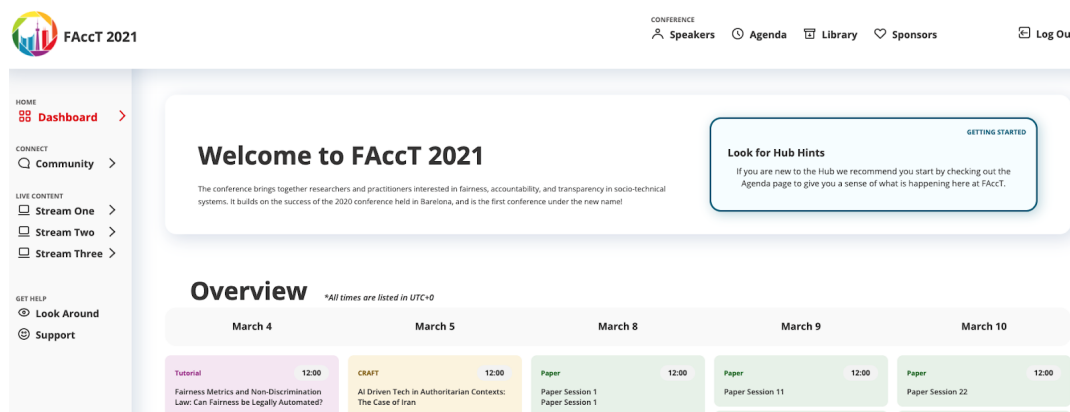 FAccT 2021
CONFERENCE
Speakers Agenda Library Sponsors
Log Ou
HOME
Dashboard
CONNECT
Community
LIVE CONTENT
Stream One
Stream Two
Stream Three
GET HELP
Look Around
Support
Welcome to FAccT 2021
The conference brings together researchers and practitioners interested in fairness, accountability, and transparency in socio-technical
systems. It builds on the success of the 2020 conference held in Barelona, and is the first conference under the new name!
GETTING STARTED
Look for Hub Hints
If you are new to the Hub we recommend you start by checking out the
Agenda page to give you a sense of what is happening here at FAccT.
Overview *All times are listed in UTC+0
March 4 March 5 March 8 March 9 March 10
Tutorial 12:00
Fairness Metrics and Non-Discrimination
Law: Can Fairness be Legally Automated?
CRAFT 12:00
AI Driven Tech in Authoritarian Contexts:
The Case of Iran
Paper 12:00
Paper Session 1
Paper Session 1
Paper 12:00
Paper Session 11
Paper 12:00
Paper Session 22